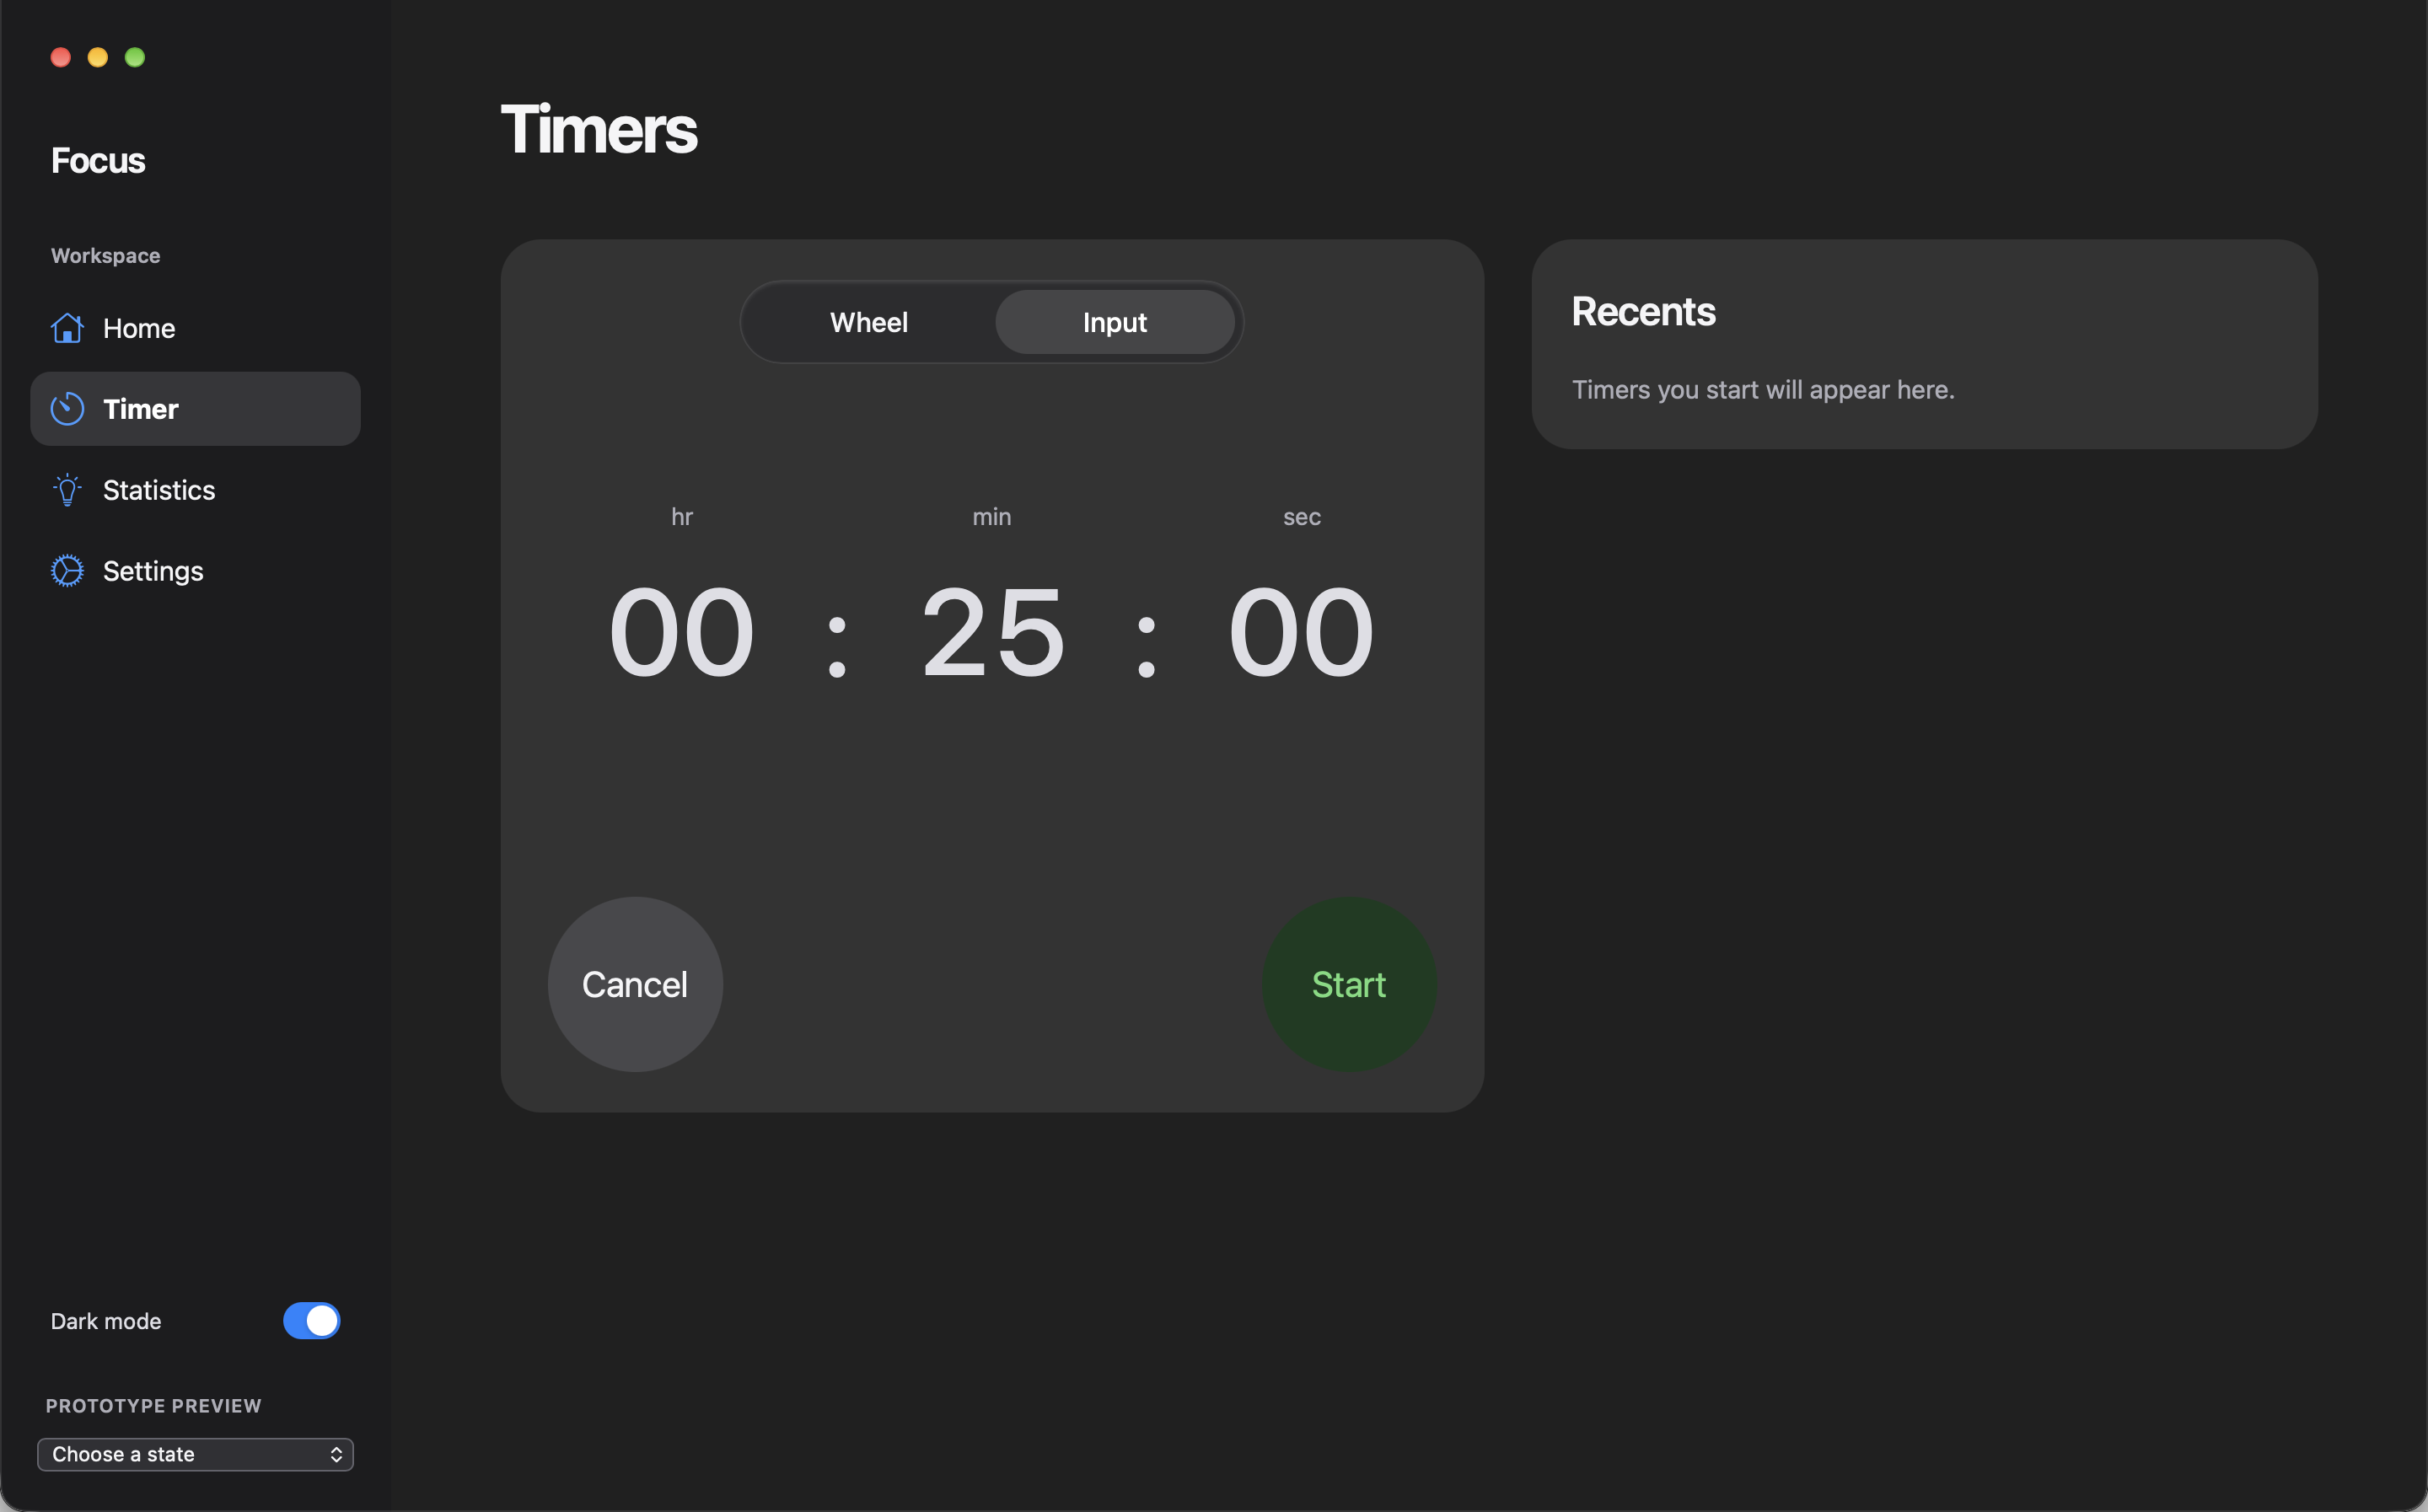 Focus
Workspace
Home
Timer
Statistics
Settings
Dark mode
PROTOTYPE PREVIEW
Choose a state
Timers
Wheel Input
hr min sec
00 : 25 : 00
Cancel Start
Recents
Timers you start will appear here.